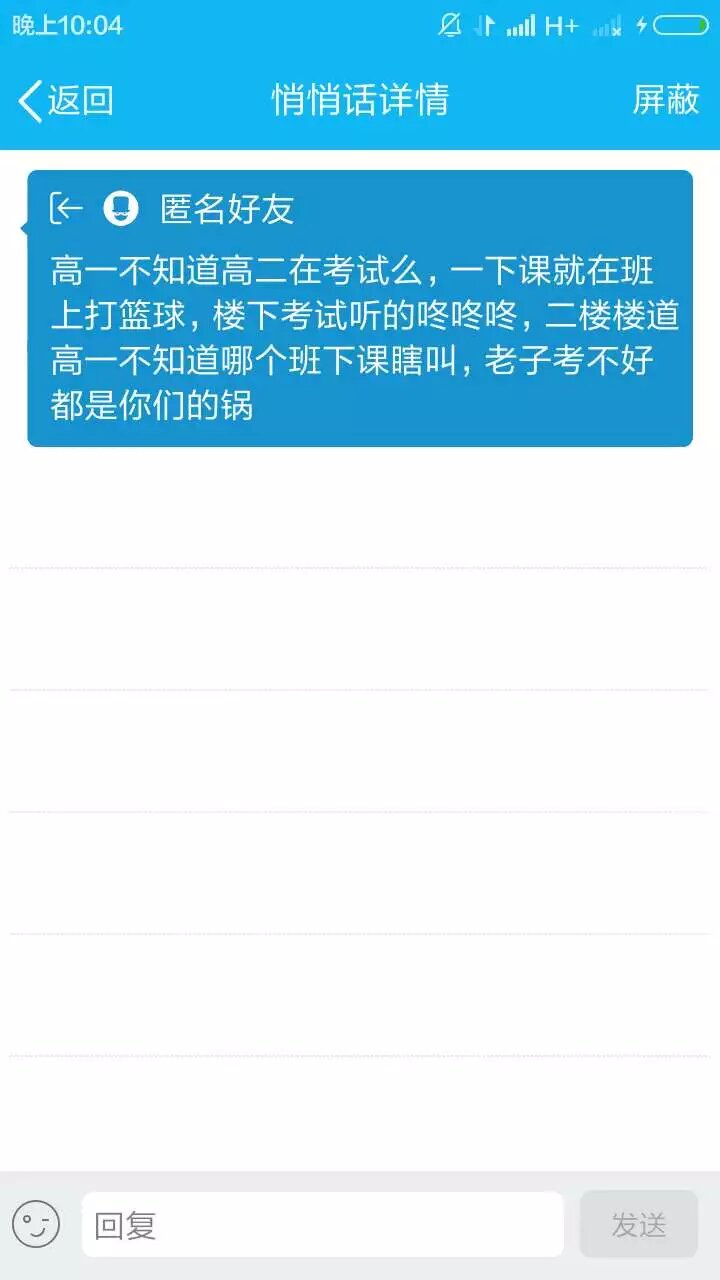 晚上10:04 H+
返回 悄悄话详情 屏蔽
匿名好友
高一不知道高二在考试么，一下课就在班
上打篮球，楼下考试听的咚咚咚，二楼楼道
高一不知道哪个班下课瞎叫，老子考不好
都是你们的锅
回复 发送